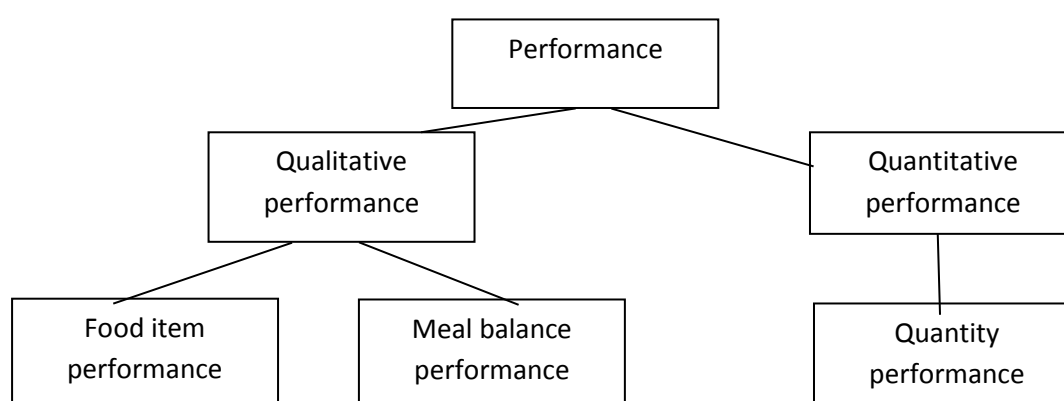 Performance
Qualitative
performance
Quantitative
performance
Food item
performance
Meal balance
performance
Quantity
performance